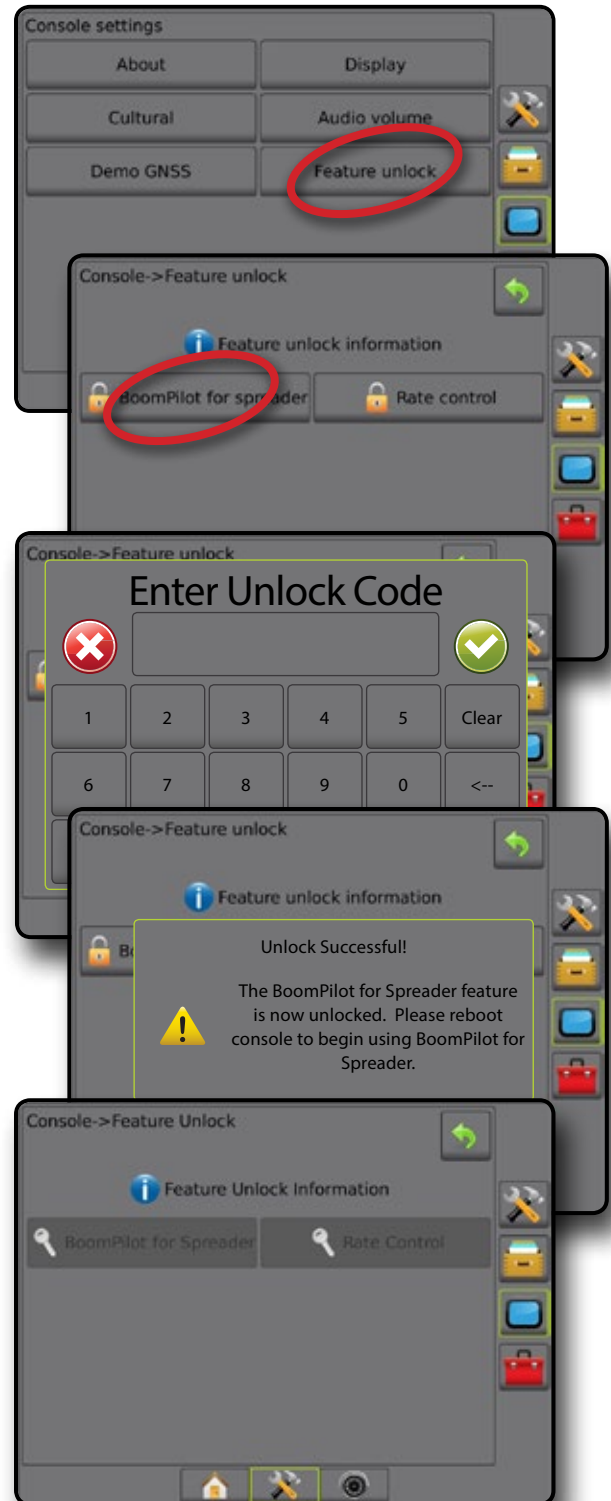 Console settings
About
Display
Cultural
Audio volume
Demo GNSS
Feature unlock
Console->Feature unlock
Feature unlock information
BoomPilot for spreader
Rate control
Console->Feature unlock
Enter Unlock Code
1 2 3 4 5 Clear
6 7 8 9 0 <--
Console->Feature unlock
Feature unlock information
Bo
Unlock Successful!
The BoomPilot for Spreader feature
is now unlocked. Please reboot
console to begin using BoomPilot for
Spreader.
Console->Feature Unlock
Feature Unlock Information
BoomPilot for Spreader
Rate Control